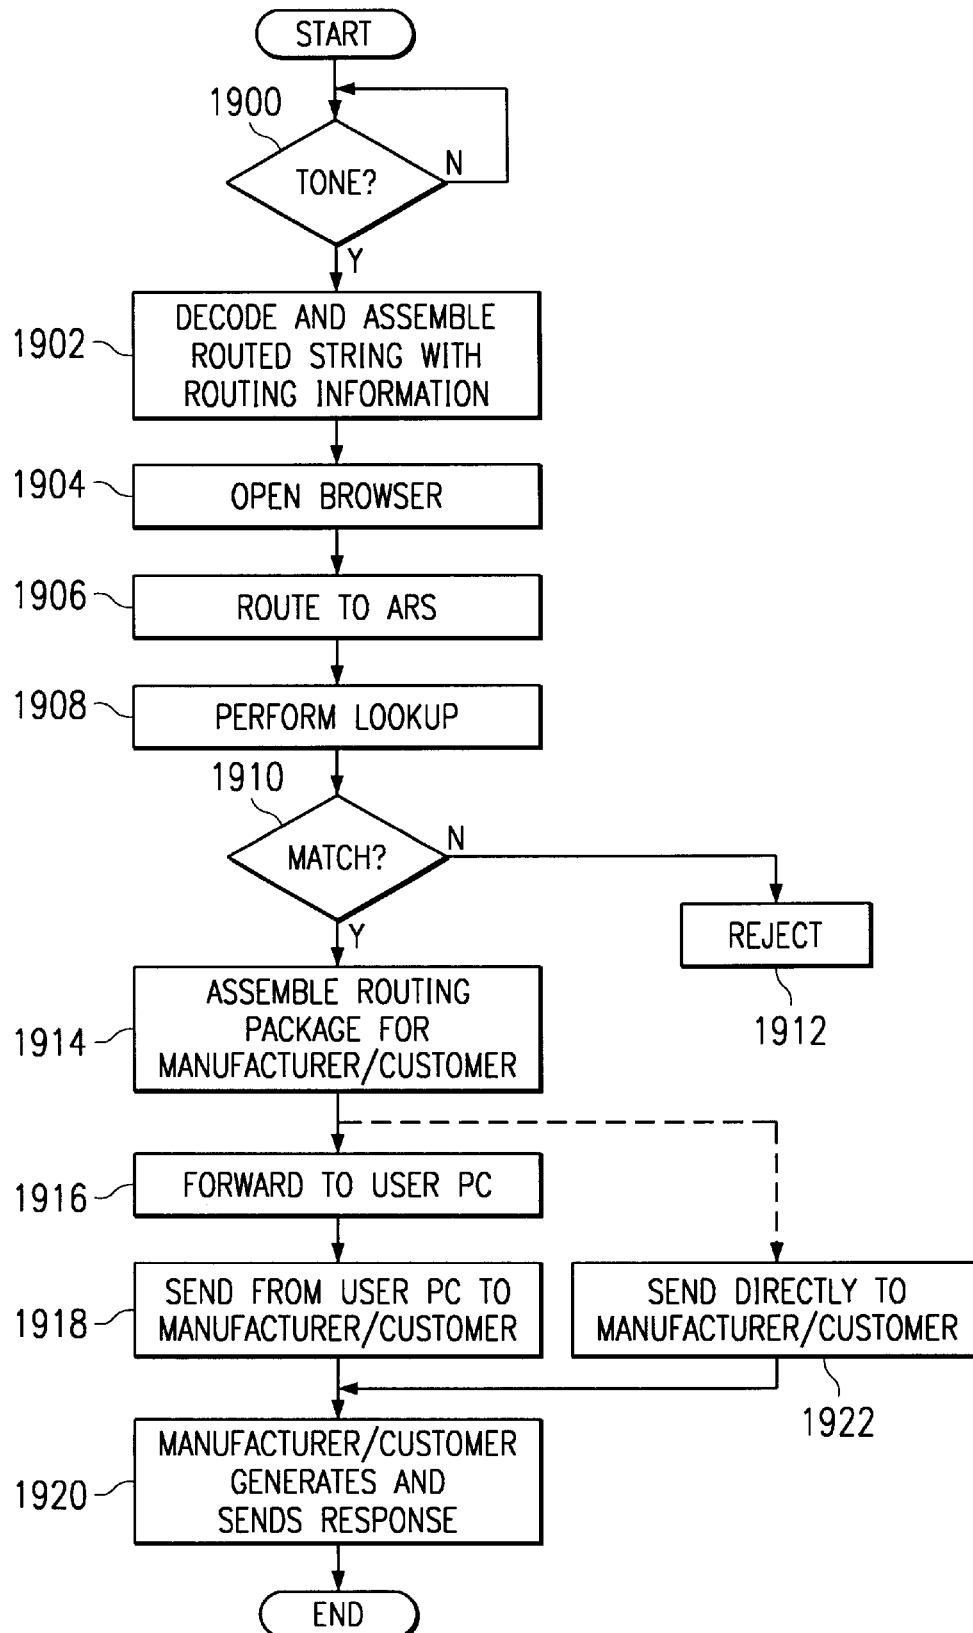 START
1900
TONE?
N
Y
1902
DECODE AND ASSEMBLE
ROUTED STRING WITH
ROUTING INFORMATION
1904
OPEN BROWSER
1906
ROUTE TO ARS
1908
PERFORM LOOKUP
1910
MATCH?
N
Y
REJECT
1912
1914
ASSEMBLE ROUTING
PACKAGE FOR
MANUFACTURER/CUSTOMER
1916
FORWARD TO USER PC
1918
SEND FROM USER PC TO
MANUFACTURER/CUSTOMER
SEND DIRECTLY TO
MANUFACTURER/CUSTOMER
1922
1920
MANUFACTURER/CUSTOMER
GENERATES AND
SENDS RESPONSE
END